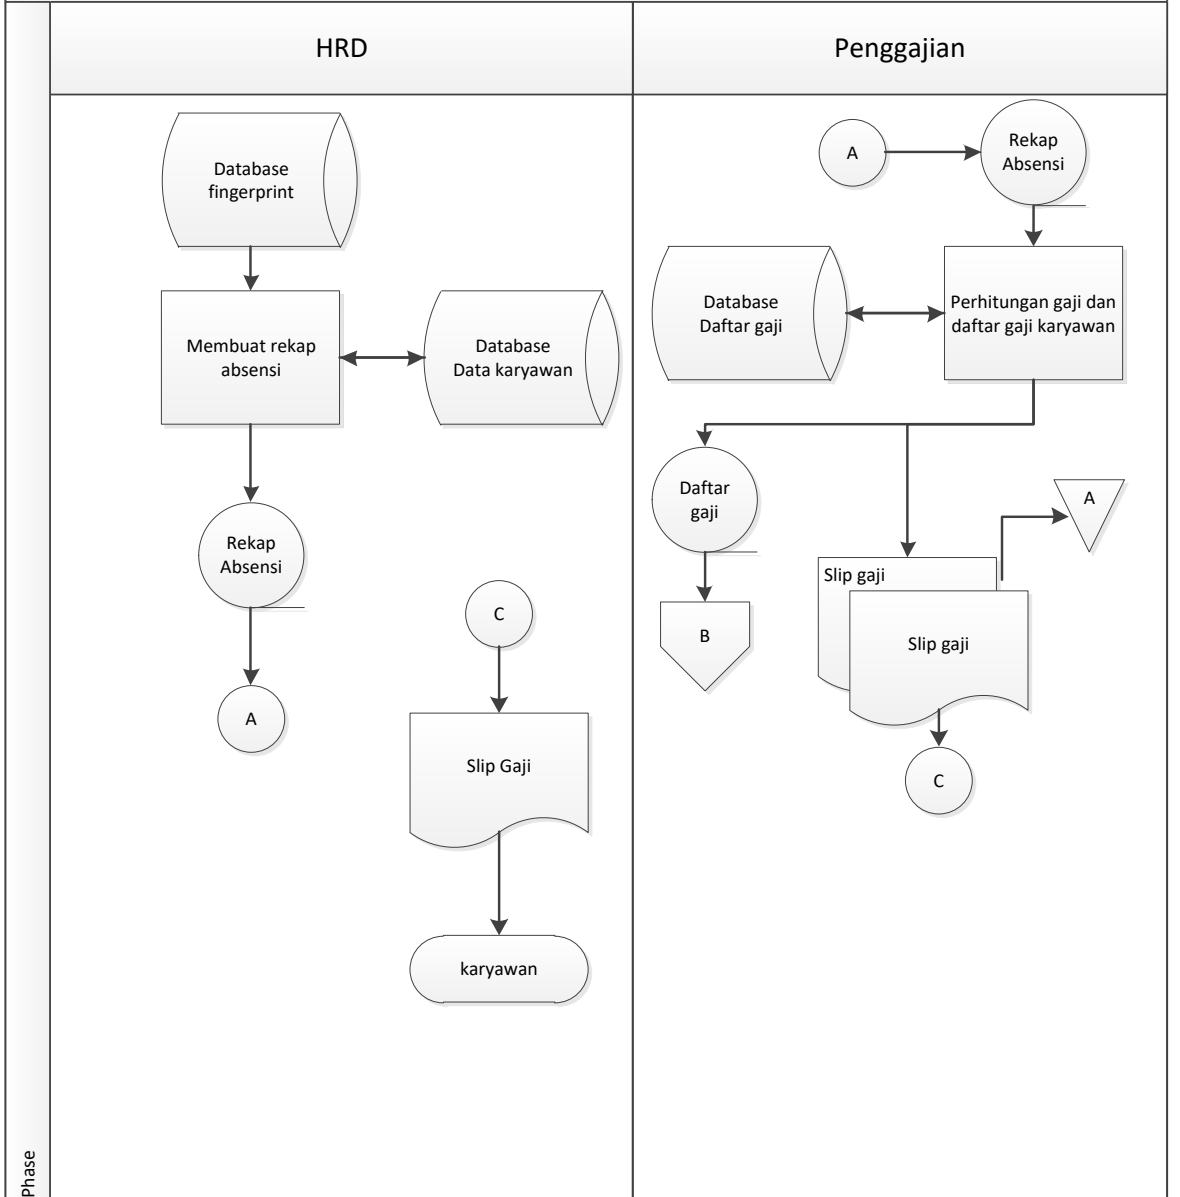 HRD
Penggajian
Database
fingerprint
Membuat rekap
absensi
Database
Data karyawan
Rekap
Absensi
A
C
Slip Gaji
karyawan
A
Rekap
Absensi
Database
Daftar gaji
Perhitungan gaji dan
daftar gaji karyawan
Daftar
gaji
B
Slip gaji
Slip gaji
A
C
Phase